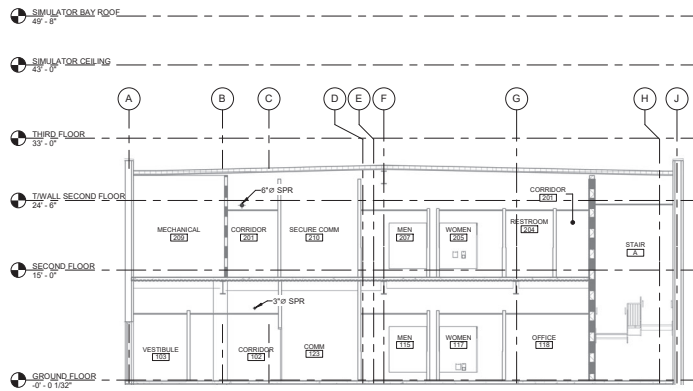 SIMULATOR BAY ROOF
49' - 8"
SIMULATOR CEILING
43' - 0"
A B C D E F G H J
THIRD FLOOR
33' - 0"
T/WALL SECOND FLOOR
24' - 6"
6"Ø SPR
CORRIDOR
201
MECHANICAL
209
CORRIDOR
201
SECURE COMM
210
MEN
207
WOMEN
205
RESTROOM
204
STAIR
A
SECOND FLOOR
15' - 0"
3"Ø SPR
VESTIBULE
103
CORRIDOR
102
COMM
123
MEN
115
WOMEN
117
OFFICE
118
GROUND FLOOR
-0' - 0 1/32"